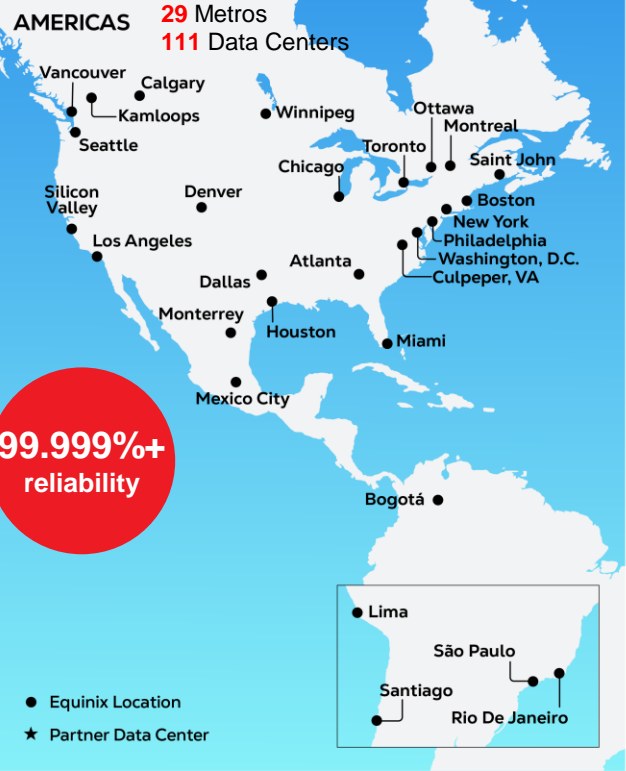 AMERICAS
29 Metros
111 Data Centers
Vancouver
Calgary
Kamloops
Seattle
Winnipeg
Ottawa
Montreal
Toronto
Saint John
Chicago
Silicon
Valley
Denver
Boston
New York
Philadelphia
Washington, D.C.
Culpeper, VA
Los Angeles
Atlanta
Dallas
Monterrey
Houston
Miami
Mexico City
99.999%+
reliability
Bogotá
Lima
São Paulo
Santiago
Rio De Janeiro
Equinix Location
Partner Data Center